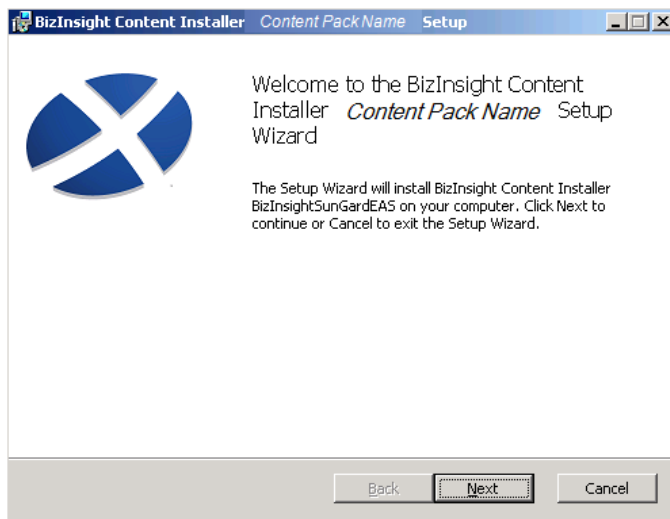 BizInsight Content Installer Content Pack Name Setup
Welcome to the BizInsight Content
Installer Content Pack Name Setup
Wizard
The Setup Wizard will install BizInsight Content Installer
BizInsightSunGardEAS on your computer. Click Next to
continue or Cancel to exit the Setup Wizard.
Back Next Cancel